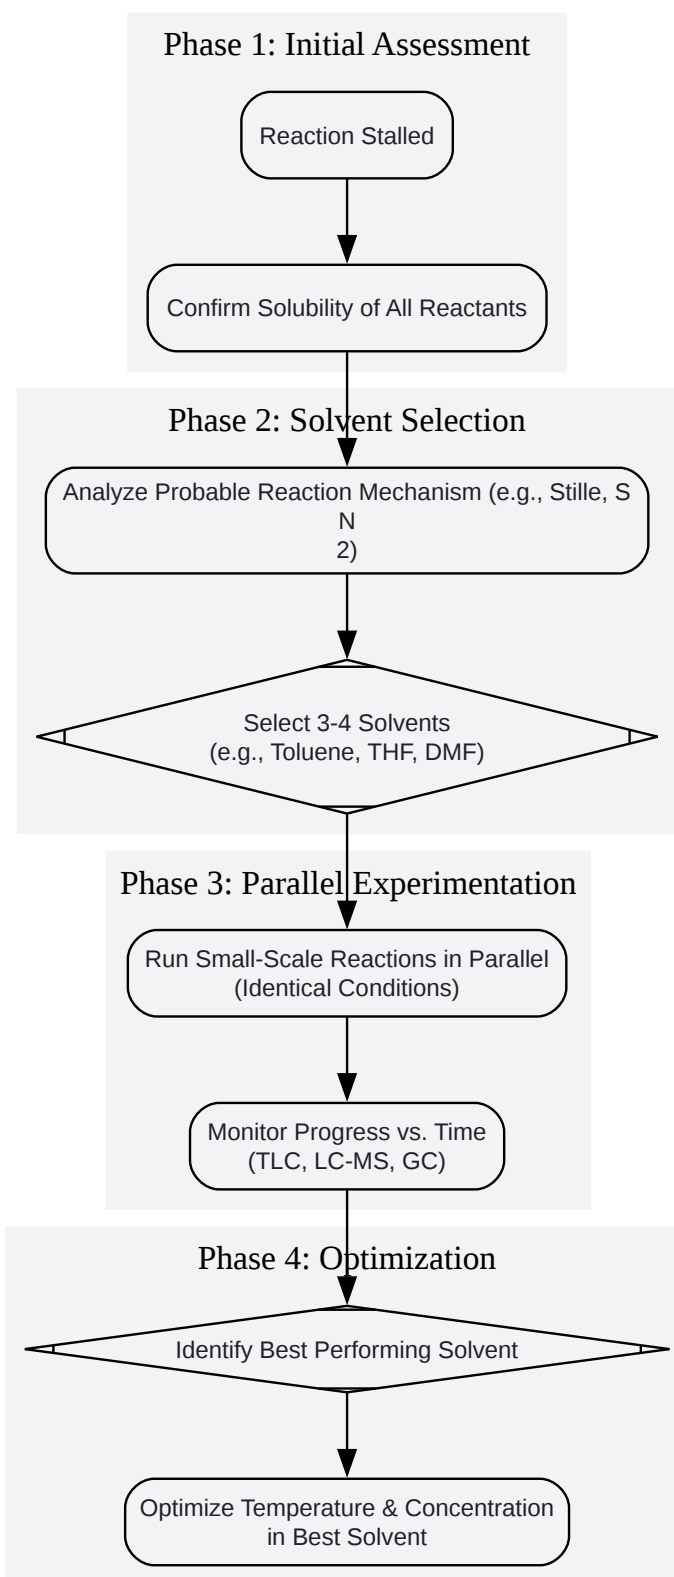 Phase 1: Initial Assessment
Reaction Stalled
Confirm Solubility of All Reactants
Phase 2: Solvent Selection
Analyze Probable Reaction Mechanism (e.g., Stille, S
N
2)
Select 3-4 Solvents
(e.g., Toluene, THF, DMF)
Phase 3: Parallel Experimentation
Run Small-Scale Reactions in Parallel
(Identical Conditions)
Monitor Progress vs. Time
(TLC, LC-MS, GC)
Phase 4: Optimization
Identify Best Performing Solvent
Optimize Temperature & Concentration
in Best Solvent